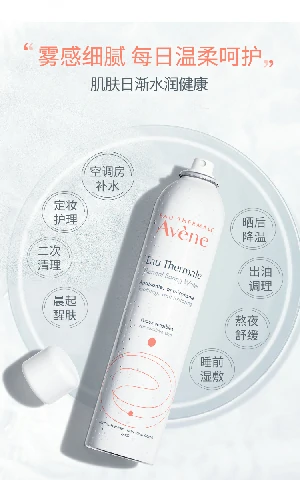 “雾感细腻 每日温柔呵护”
肌肤日渐水润健康
空调房
补水
定妆
护理
二次
清理
晨起
醒肤
晒后
降温
出油
调理
熬夜
舒缓
睡前
湿敷
EAU THERMALE
Avène
Eau Thermale